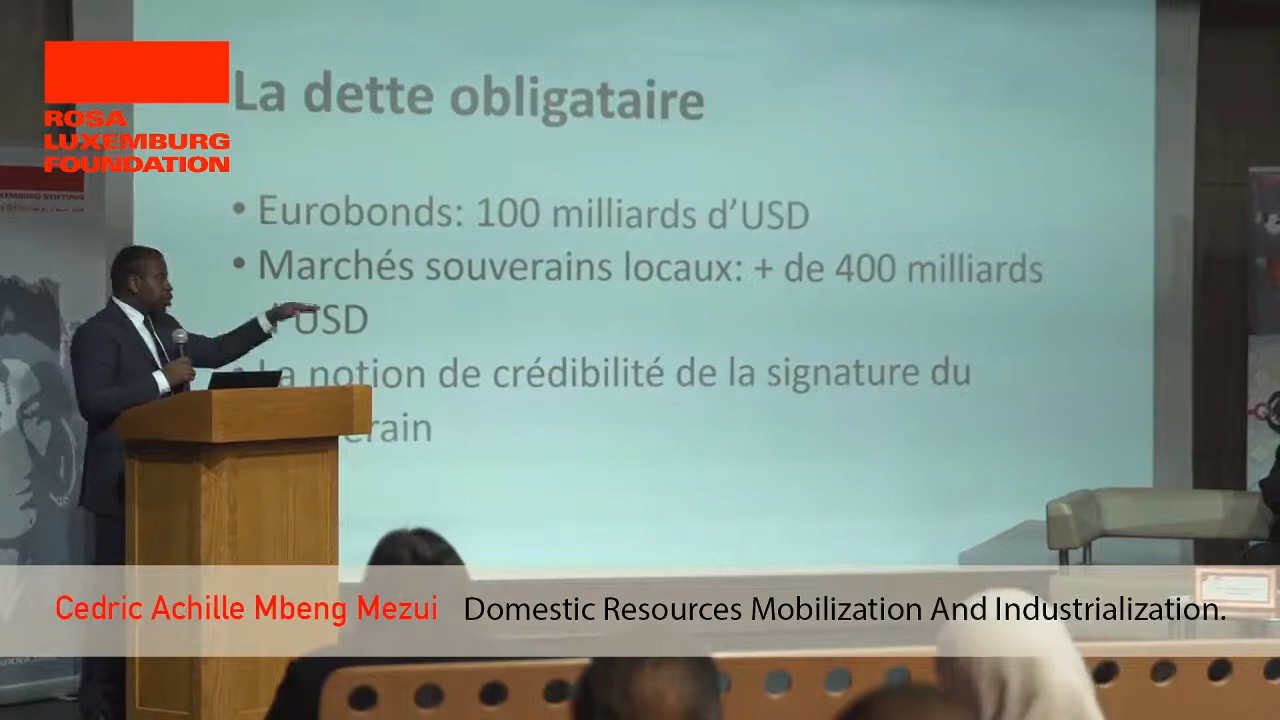 La dette obligataire
ROSA
LUXEMBURG
FOUNDATION
• Eurobonds: 100 milliards d'USD
• Marchés souverains locaux: + de 400 milliards
d'USD
La notion de crédibilité de la signature du
Cedric Achille Mbeng Mezui Domestic Resources Mobilization And Industrialization.